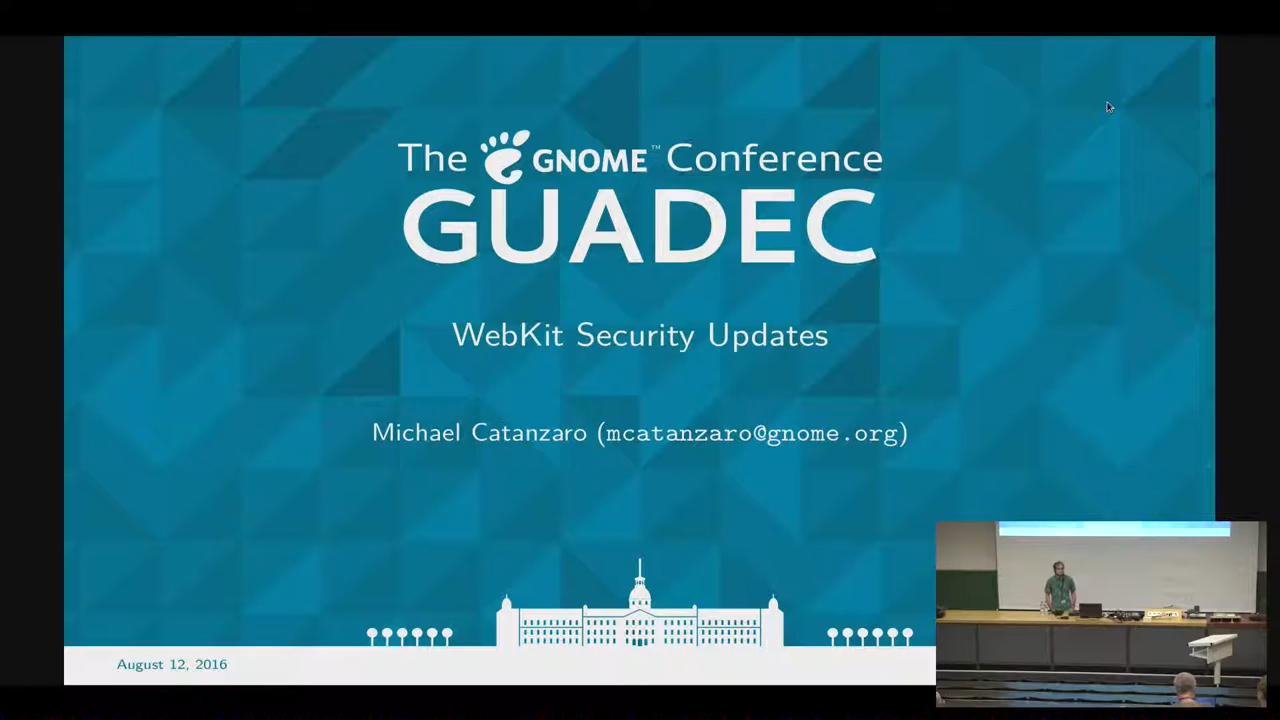 The GNOME™ Conference
GUADEC
WebKit Security Updates
Michael Catanzaro (mcatanzaro@gnome.org)
August 12, 2016